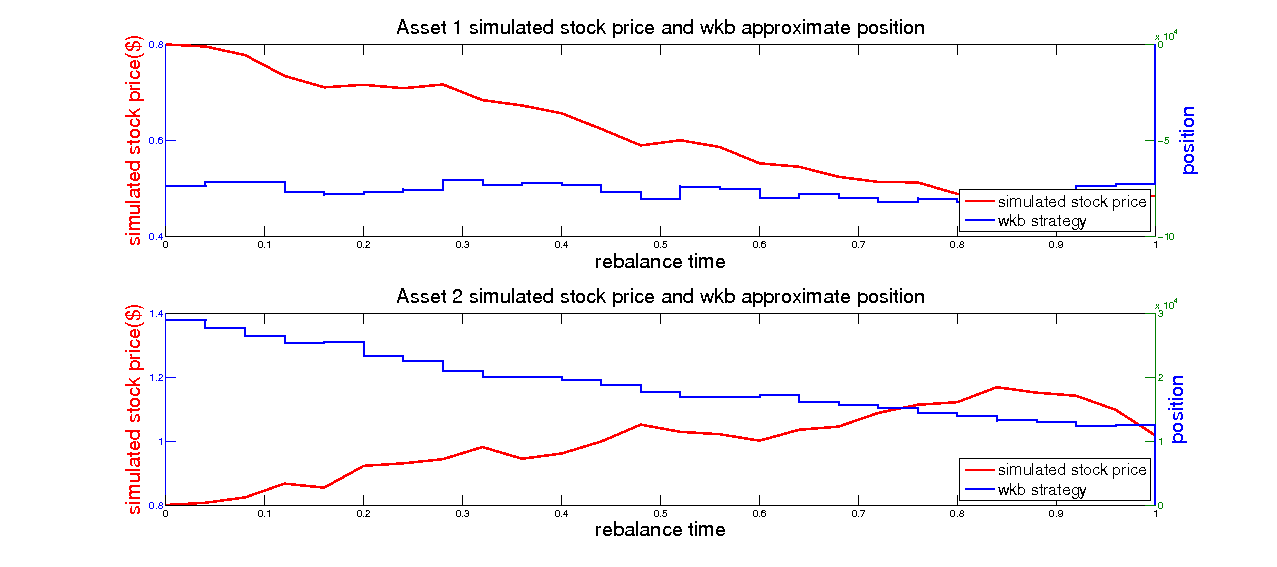 Asset 1 simulated stock price and wkb approximate position
x 10^4
simulated stock price($)
0.8
0.6
0.4
0
-5
-10
position
simulated stock price
wkb strategy
0 0.1 0.2 0.3 0.4 0.5 0.6 0.7 0.8 0.9 1
rebalance time
Asset 2 simulated stock price and wkb approximate position
x 10^4
simulated stock price($)
1.4
1.2
1
0.8
3
2
1
0
position
simulated stock price
wkb strategy
0 0.1 0.2 0.3 0.4 0.5 0.6 0.7 0.8 0.9 1
rebalance time